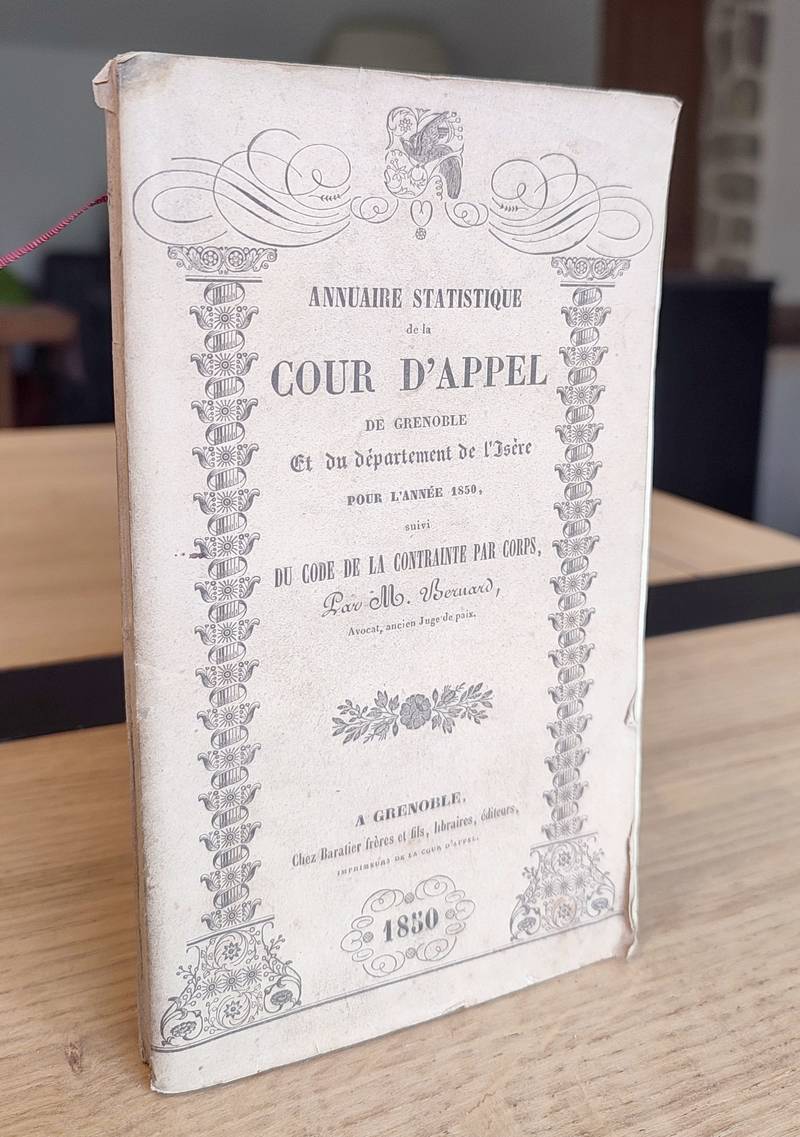 ANNUAIRE STATISTIQUE
de la
COUR D'APPEL
DE GRENOBLE
Et du département de l'Isère
POUR L'ANNÉE 1850,
suivi
DU CODE DE LA CONTRAINTE PAR CORPS,
Par M. Bernard,
Avocat, ancien Juge de paix.
A GRENOBLE,
Chez Baratier frères et fils, libraires, éditeurs,
IMPRIMEURS DE LA COUR D'APPEL.
1850